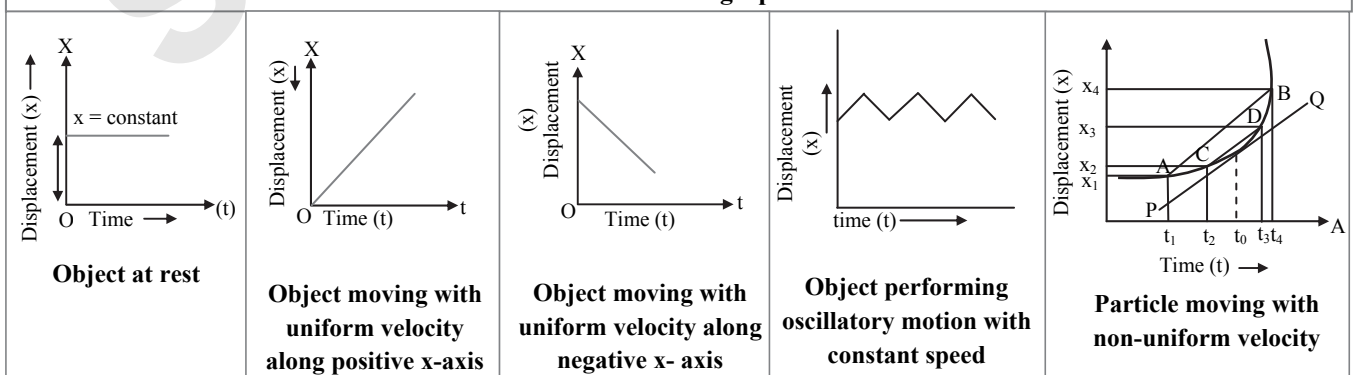 X
Displacement (x)
x = constant
O Time
(t)
Object at rest
X
Displacement (x)
O Time (t)
t
Object moving with
uniform velocity
along positive x-axis
X
(x)
Displacement
O Time (t)
t
Object moving with
uniform velocity along
negative x- axis
Displacement
(x)
time (t)
Object performing
oscillatory motion with
constant speed
Displacement (x)
x4
x3
x2
x1
A
C
D
B
Q
P
t1 t2 t0 t3 t4
A
Time (t)
Particle moving with
non-uniform velocity